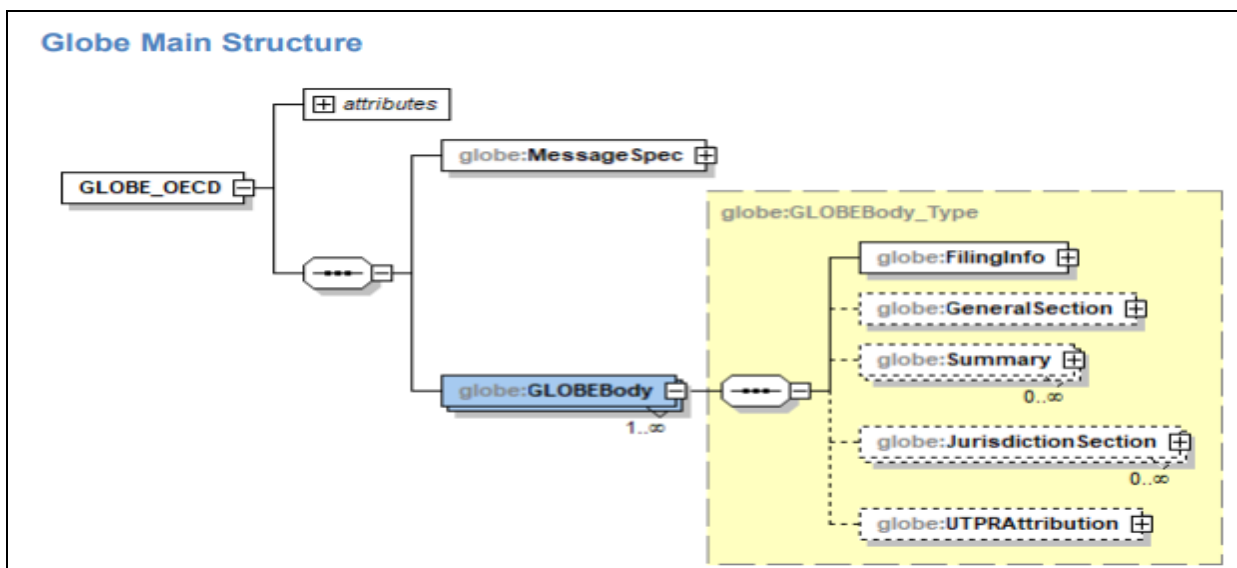 Globe Main Structure
attributes
globe:MessageSpec
GLOBE_OECD
globe:GLOBEBody_Type
globe:FilingInfo
globe:GeneralSection
globe:Summary
0..∞
globe:GLOBEBody
1..∞
globe:JurisdictionSection
0..∞
globe:UTPRAttribution